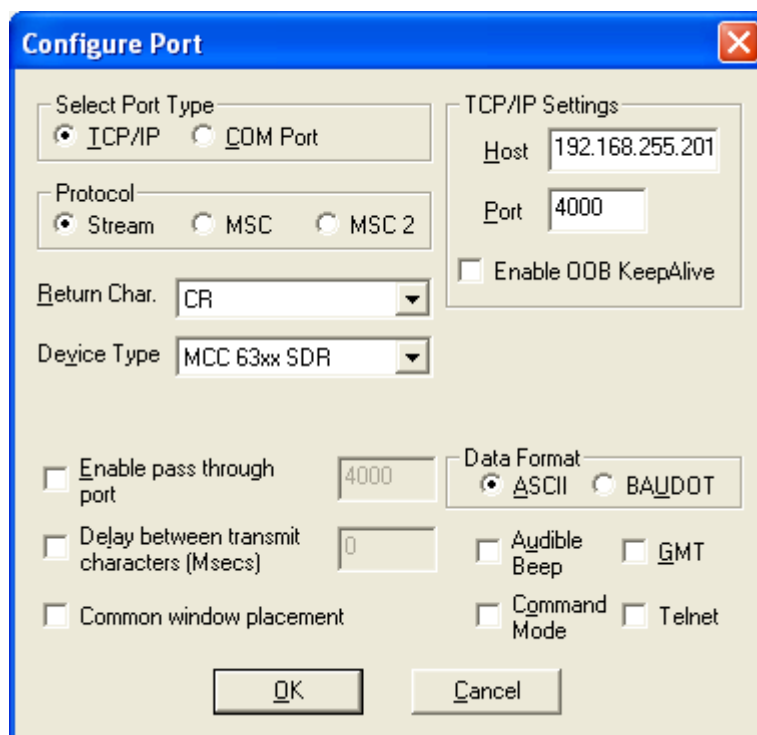 Configure Port
Select Port Type
TCP/IP COM Port
Protocol
Stream MSC MSC 2
Return Char. CR
Device Type MCC 63xx SDR
TCP/IP Settings
Host 192.168.255.201
Port 4000
Enable OOB KeepAlive
Enable pass through
port
4000
Delay between transmit
characters (Msecs)
0
Common window placement
Data Format
ASCII BAUDOT
Audible
Beep
GMT
Command
Mode
Telnet
OK Cancel